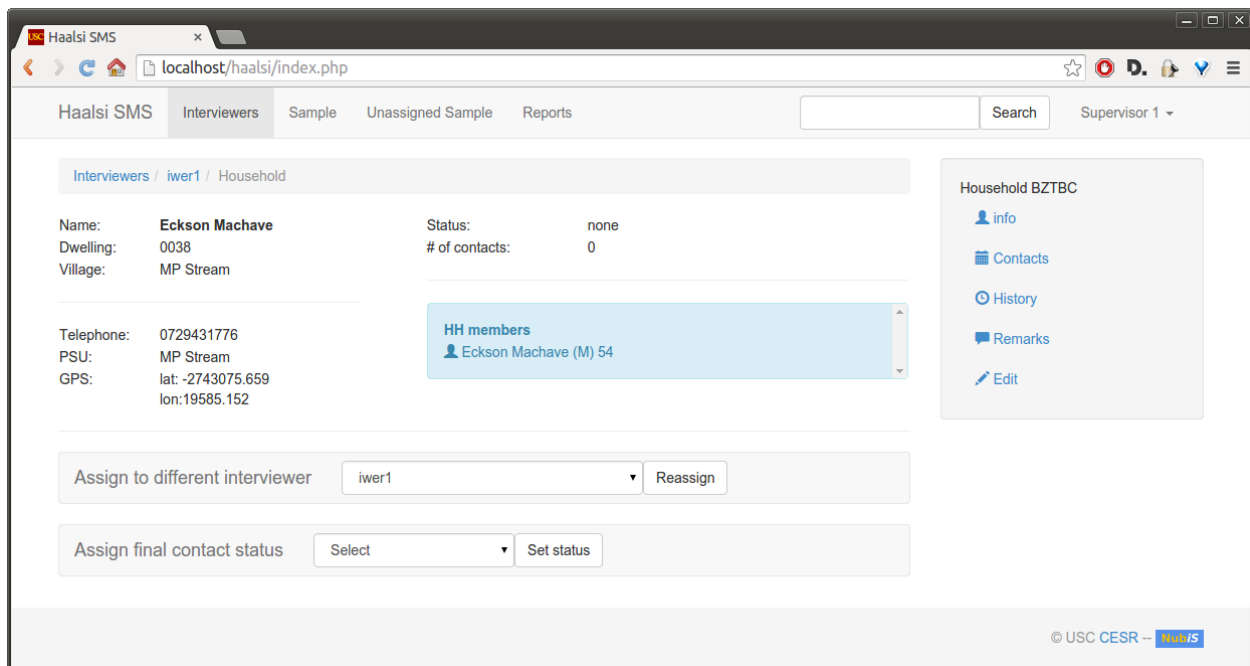 USC Haalsi SMS
localhost/haalsi/index.php
D.
Haalsi SMS Interviewers Sample Unassigned Sample Reports Search Supervisor 1
Interviewers / iwer1 / Household
Name: Eckson Machave
Dwelling: 0038
Village: MP Stream
Status: none
# of contacts: 0
Telephone: 0729431776
PSU: MP Stream
GPS: lat: -2743075.659
lon:19585.152
HH members
Eckson Machave (M) 54
Assign to different interviewer iwer1 Reassign
Assign final contact status Select Set status
Household BZTBC
info
Contacts
History
Remarks
Edit
© USC CESR -- NubiS